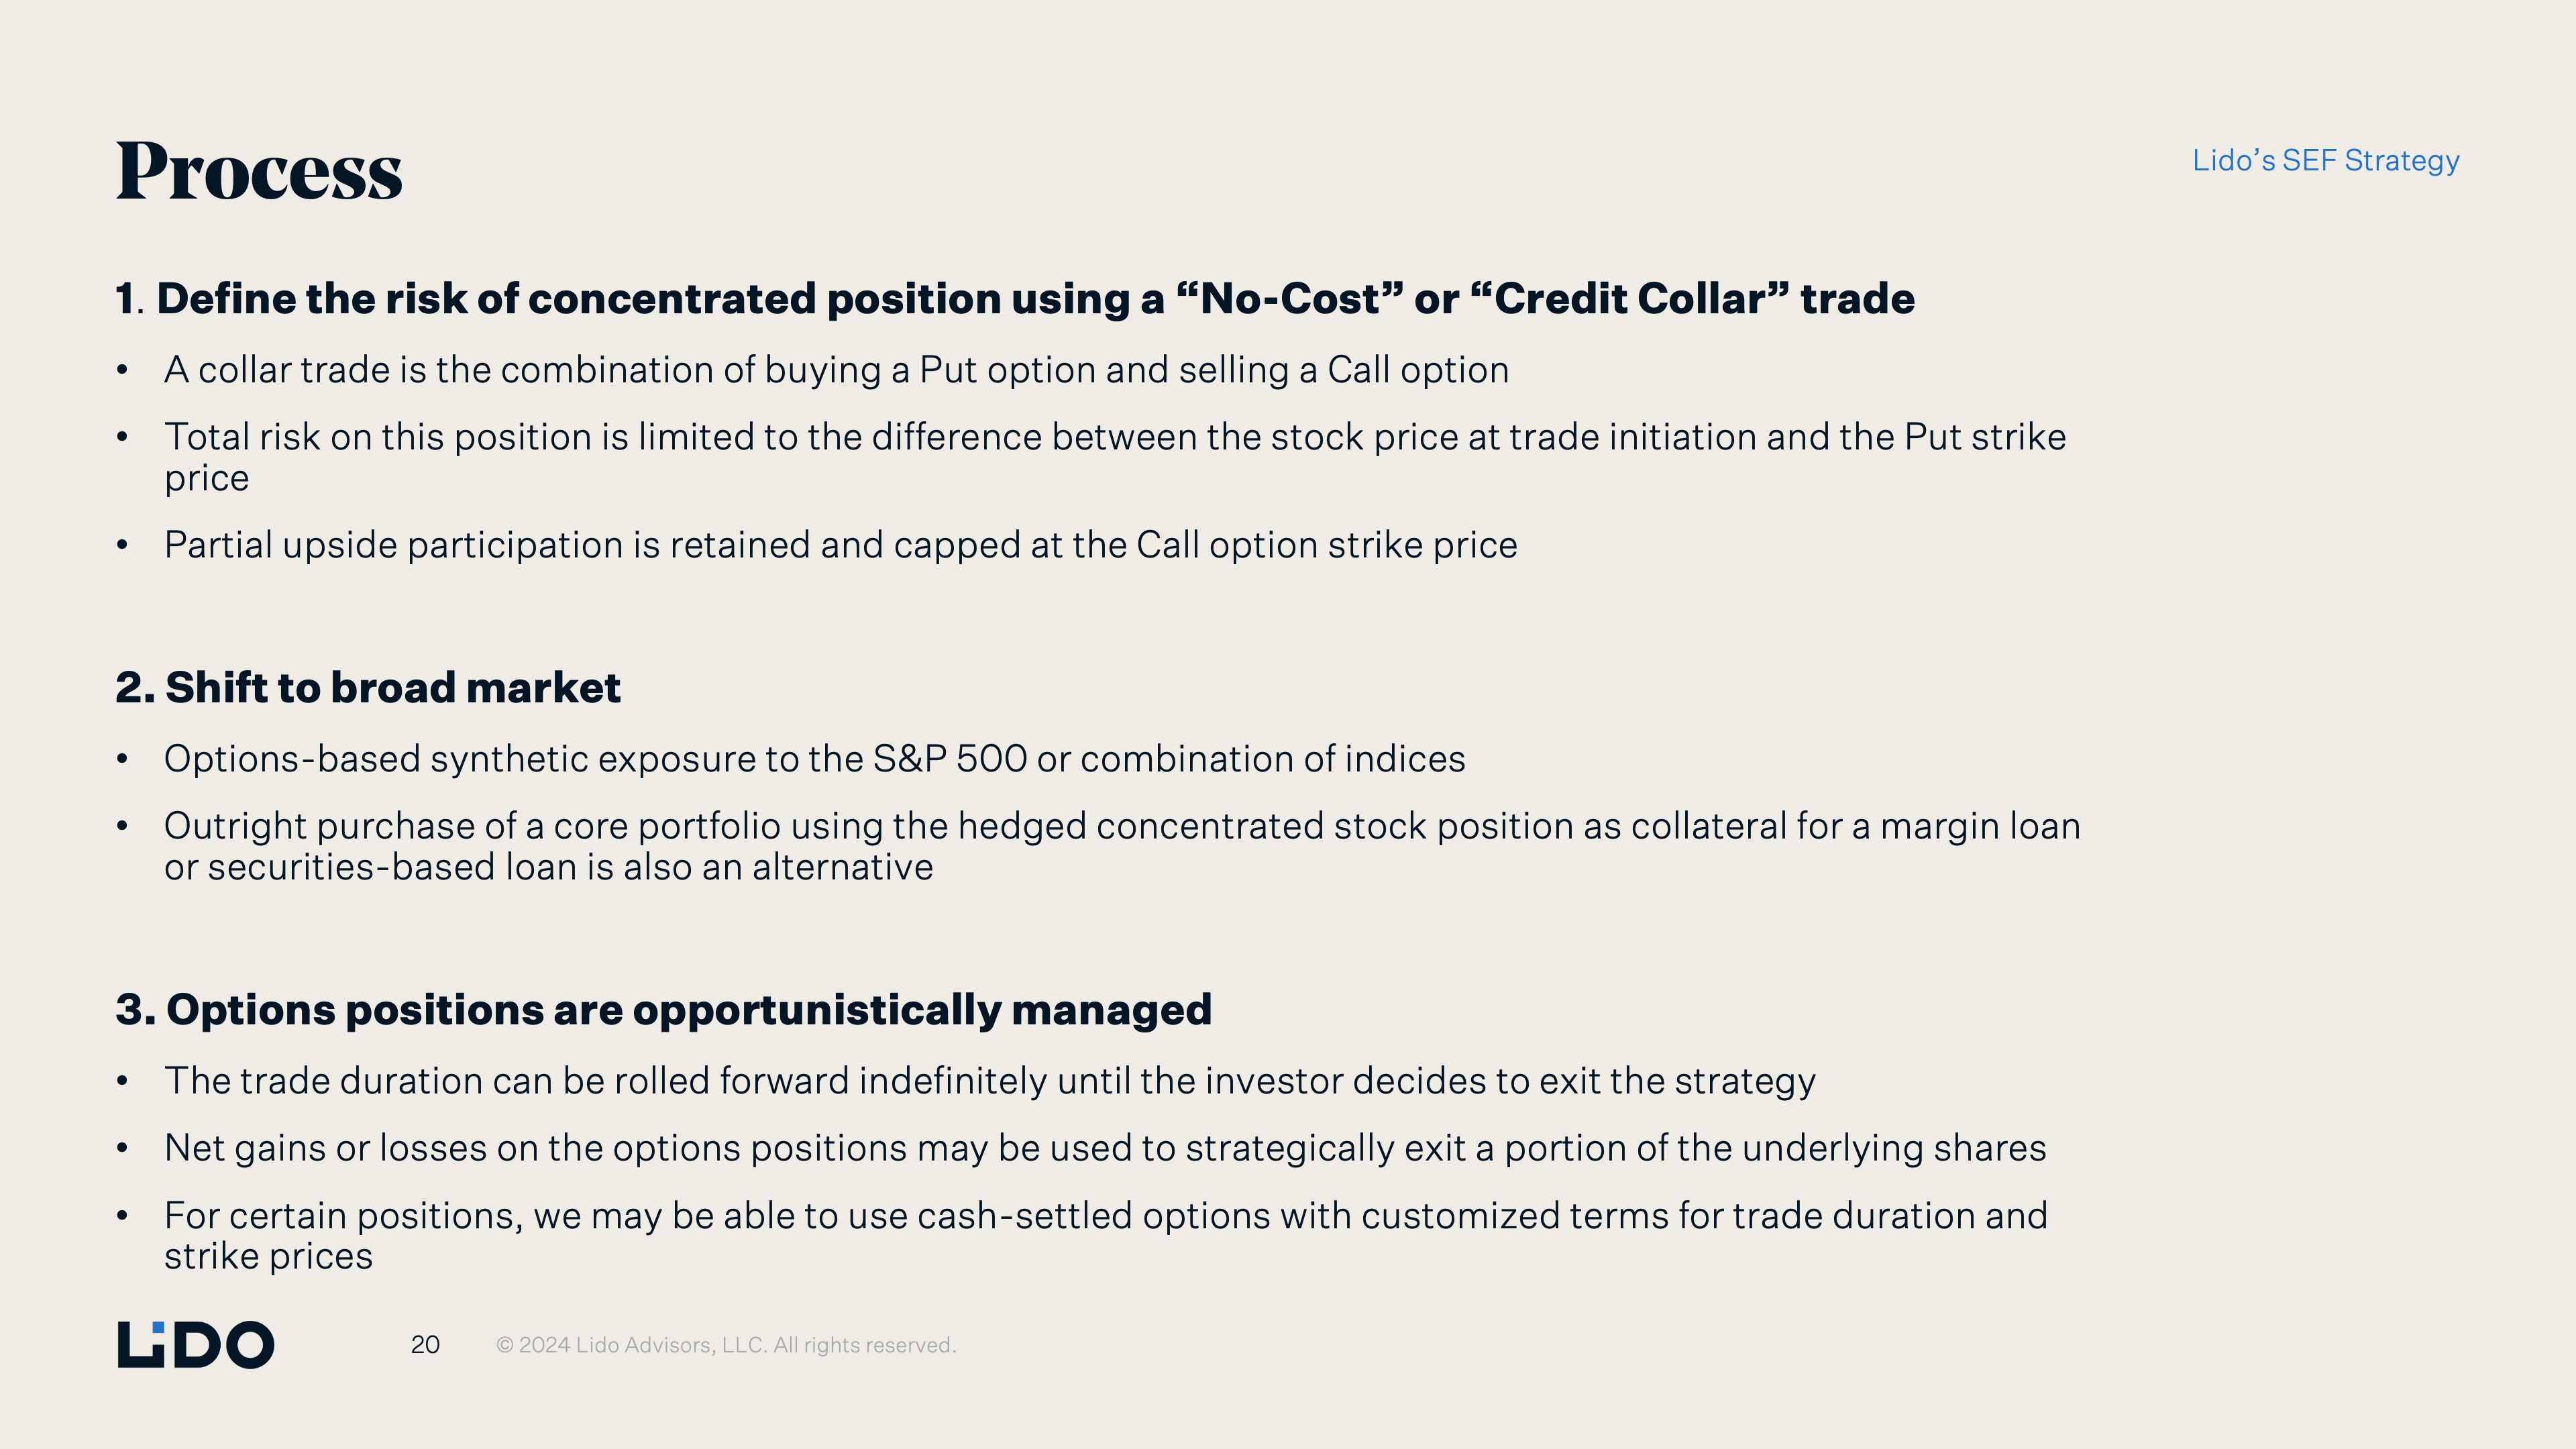 Process
Lido’s SEF Strategy
1. Define the risk of concentrated position using a “No-Cost” or “Credit Collar” trade
• A collar trade is the combination of buying a Put option and selling a Call option
• Total risk on this position is limited to the difference between the stock price at trade initiation and the Put strike
price
• Partial upside participation is retained and capped at the Call option strike price
2. Shift to broad market
• Options-based synthetic exposure to the S&P 500 or combination of indices
• Outright purchase of a core portfolio using the hedged concentrated stock position as collateral for a margin loan
or securities-based loan is also an alternative
3. Options positions are opportunistically managed
• The trade duration can be rolled forward indefinitely until the investor decides to exit the strategy
• Net gains or losses on the options positions may be used to strategically exit a portion of the underlying shares
• For certain positions, we may be able to use cash-settled options with customized terms for trade duration and
strike prices
LiDO
20
© 2024 Lido Advisors, LLC. All rights reserved.